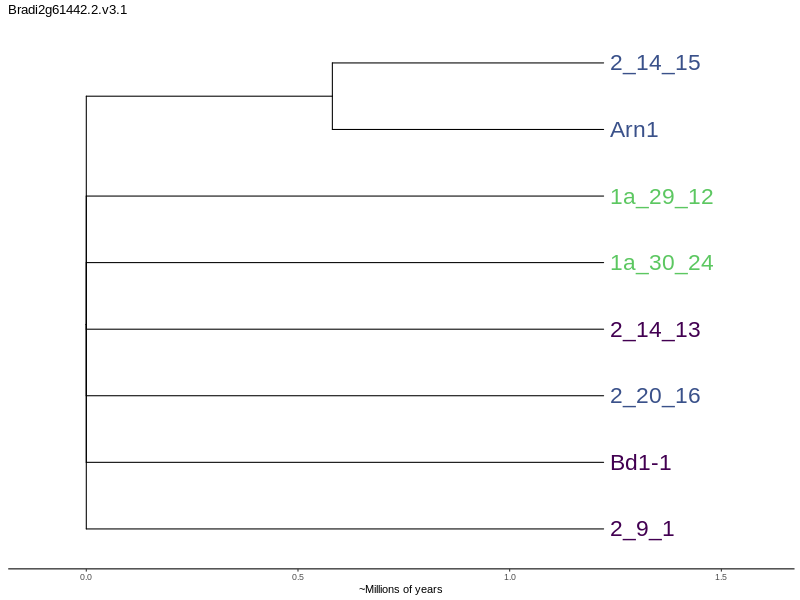 Bradi2g61442.2.v3.1
2_14_15
Arn1
1a_29_12
1a_30_24
2_14_13
2_20_16
Bd1-1
2_9_1
0.0 0.5 1.0 1.5
~Millions of years